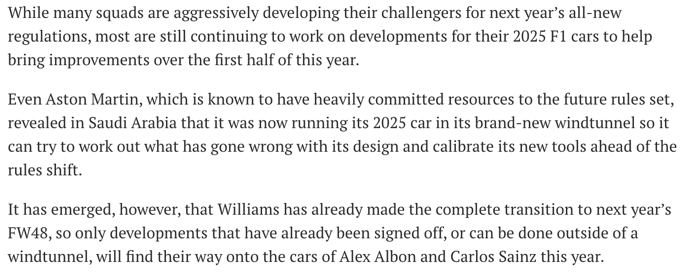 While many squads are aggressively developing their challengers for next year’s all-new
regulations, most are still continuing to work on developments for their 2025 F1 cars to help
bring improvements over the first half of this year.
Even Aston Martin, which is known to have heavily committed resources to the future rules set,
revealed in Saudi Arabia that it was now running its 2025 car in its brand-new windtunnel so it
can try to work out what has gone wrong with its design and calibrate its new tools ahead of the
rules shift.
It has emerged, however, that Williams has already made the complete transition to next year’s
FW48, so only developments that have already been signed off, or can be done outside of a
windtunnel, will find their way onto the cars of Alex Albon and Carlos Sainz this year.